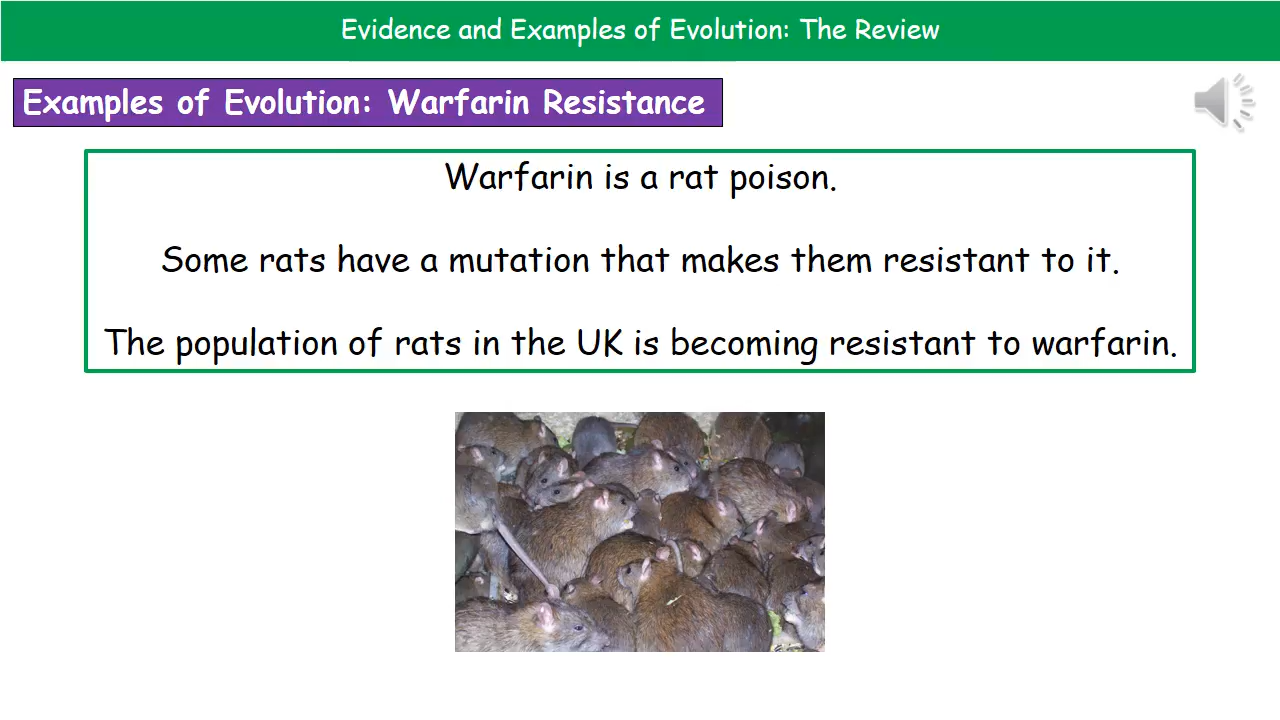 Evidence and Examples of Evolution: The Review
Examples of Evolution: Warfarin Resistance
Warfarin is a rat poison.
Some rats have a mutation that makes them resistant to it.
The population of rats in the UK is becoming resistant to warfarin.